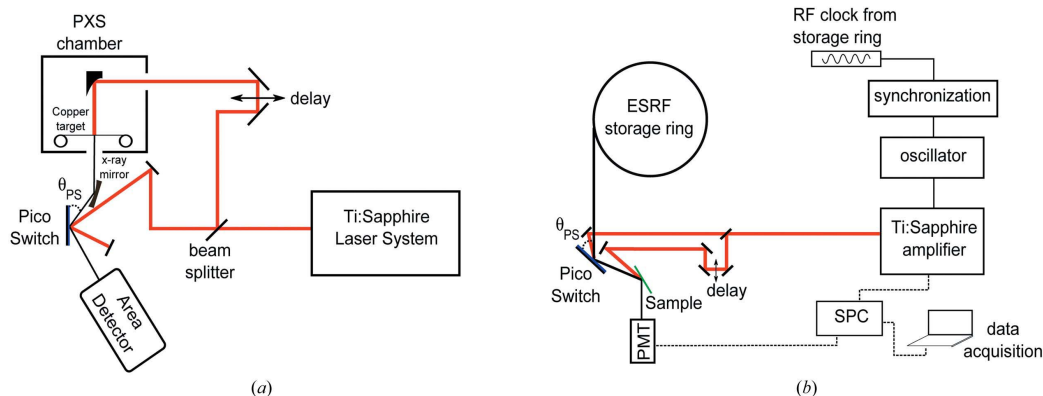 PXS
chamber
Copper
target
x-ray
mirror
θPS
Pico
Switch
delay
beam
splitter
Ti:Sapphire
Laser System
Area
Detector
(a)
RF clock from
storage ring
synchronization
oscillator
Ti:Sapphire
amplifier
ESRF
storage ring
θPS
Pico
Switch
Sample
delay
PMT
SPC
data
acquisition
(b)